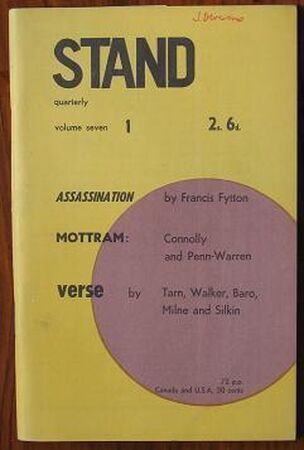 STAND
quarterly
volume seven 1 2s. 6d.
ASSASSINATION by Francis Fytton
MOTTRAM: Connolly
and Penn-Warren
verse by Tarn, Walker, Baro,
Milne and Silkin
72 p.p.
Canada and U.S.A. 50 cents